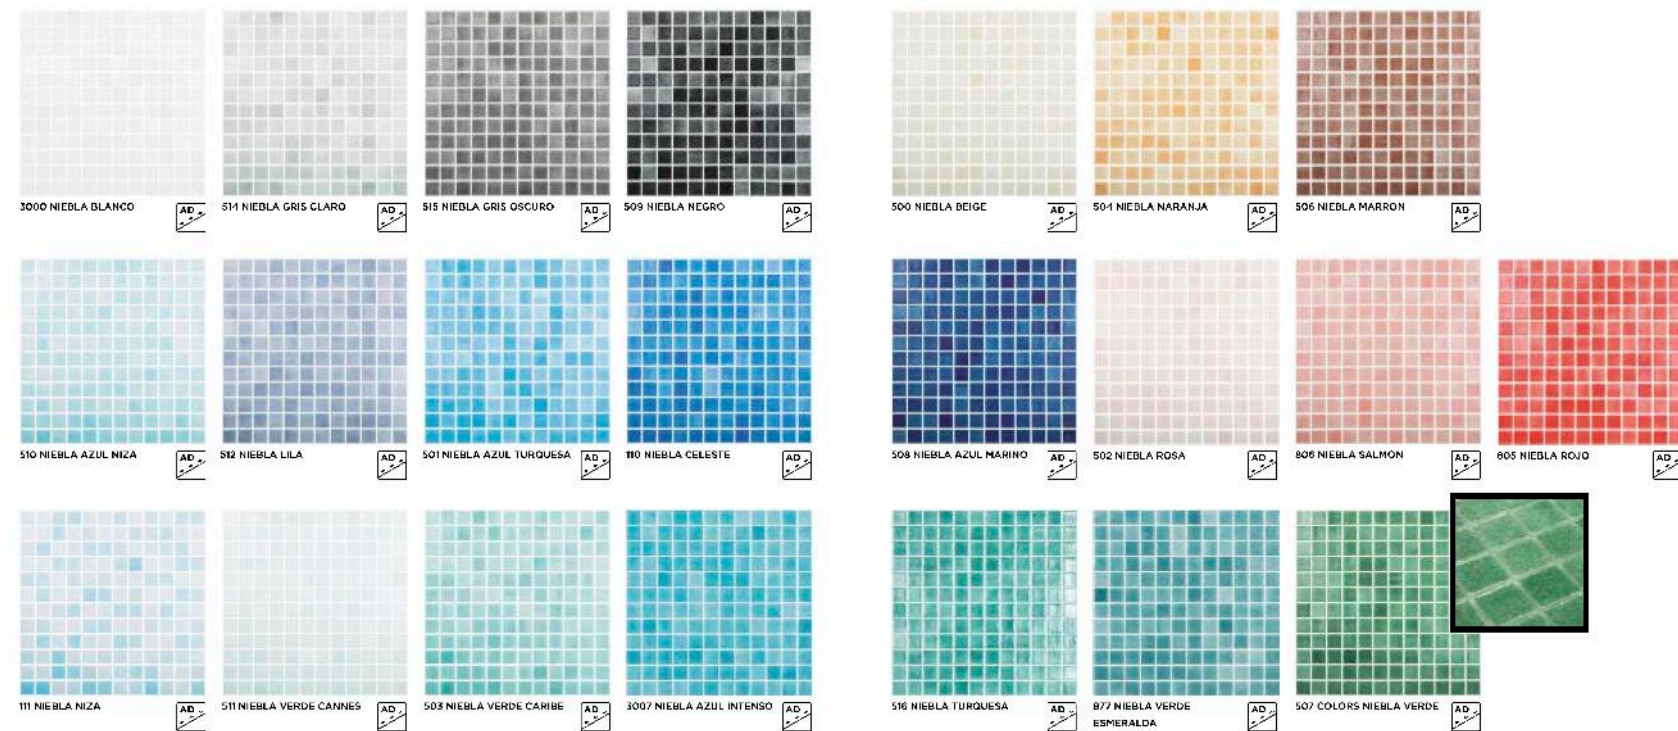 3000 NIEBLA BLANCO
AD
514 NIEBLA GRIS CLARO
AD
515 NIEBLA GRIS OSCURO
AD
509 NIEBLA NEGRO
AD
500 NIEBLA BEIGE
AD
504 NIEBLA NARANJA
AD
506 NIEBLA MARRON
AD
510 NIEBLA AZUL NIZA
AD
512 NIEBLA LILA
AD
501 NIEBLA AZUL TURQUESA
AD
110 NIEBLA CELESTE
AD
508 NIEBLA AZUL MARINO
AD
502 NIEBLA ROSA
AD
806 NIEBLA SALMON
AD
805 NIEBLA ROJO
AD
111 NIEBLA NIZA
AD
511 NIEBLA VERDE CANNES
AD
503 NIEBLA VERDE CARIBE
AD
3007 NIEBLA AZUL INTENSO
AD
516 NIEBLA TURQUESA
AD
877 NIEBLA VERDE
ESMERALDA
AD
507 COLORS NIEBLA VERDE
AD